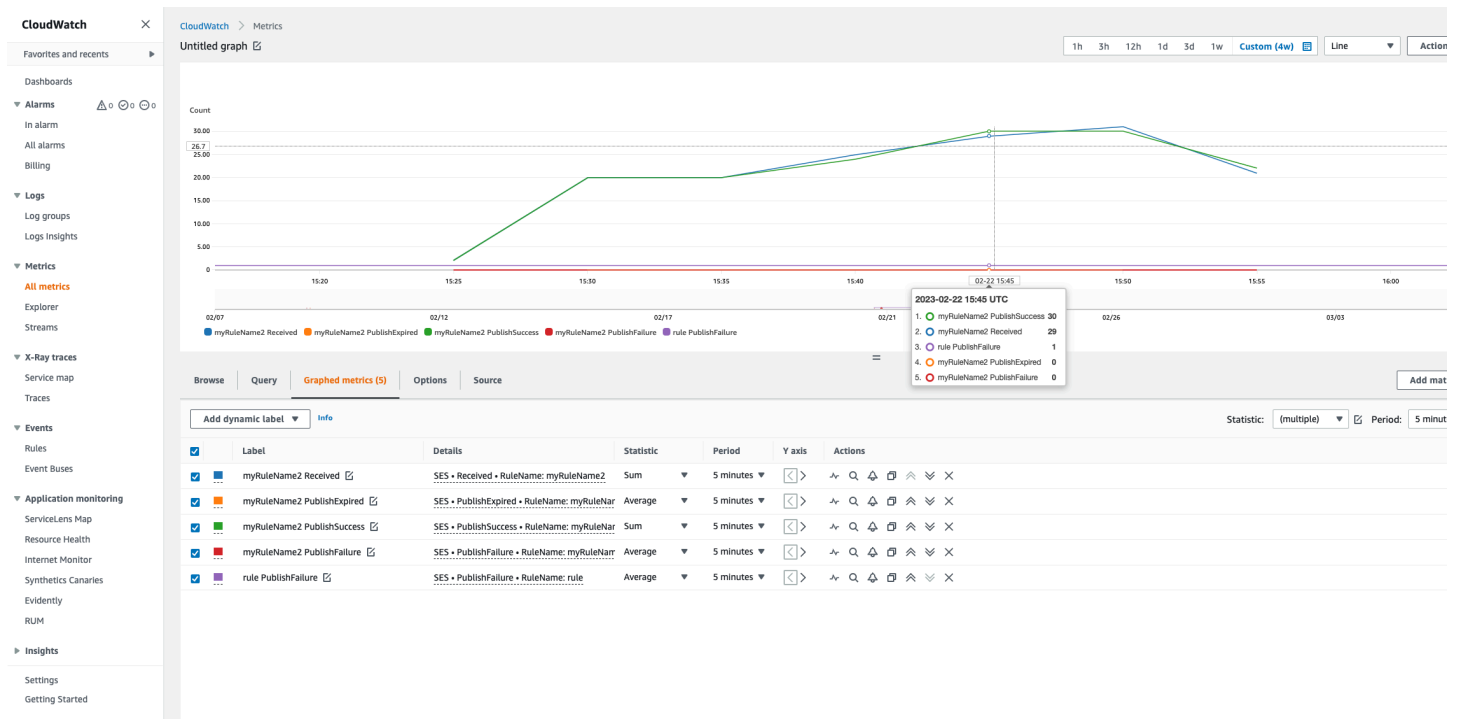 CloudWatch
Favorites and recents
Dashboards
Alarms 0 0 0
In alarm
All alarms
Billing
Logs
Log groups
Logs Insights
Metrics
All metrics
Explorer
Streams
X-Ray traces
Service map
Traces
Events
Rules
Event Buses
Application monitoring
ServiceLens Map
Resource Health
Internet Monitor
Synthetics Canaries
Evidently
RUM
Insights
Settings
Getting Started
CloudWatch > Metrics
Untitled graph
1h 3h 12h 1d 3d 1w Custom (4w) Line Action
Count
30.00
26.7
25.00
20.00
15.00
10.00
5.00
0
15:20 15:25 15:30 15:35 15:40 02-22 15:45 15:50 15:55 16:00
02/07 02/12 02/17 02/21 02/26 03/03
myRuleName2 Received myRuleName2 PublishExpired myRuleName2 PublishSuccess myRuleName2 PublishFailure rule PublishFailure
2023-02-22 15:45 UTC
1. myRuleName2 PublishSuccess 30
2. myRuleName2 Received 29
3. rule PublishFailure 1
4. myRuleName2 PublishExpired 0
5. myRuleName2 PublishFailure 0
Browse Query Graphed metrics (5) Options Source Add mat
Add dynamic label Info Statistic: (multiple) Period: 5 minut
Label Details Statistic Period Y axis Actions
myRuleName2 Received SES • Received • RuleName: myRuleName2 Sum 5 minutes < >
myRuleName2 PublishExpired SES • PublishExpired • RuleName: myRuleNar Average 5 minutes < >
myRuleName2 PublishSuccess SES • PublishSuccess • RuleName: myRuleNar Sum 5 minutes < >
myRuleName2 PublishFailure SES • PublishFailure • RuleName: myRuleNam Average 5 minutes < >
rule PublishFailure SES • PublishFailure • RuleName: rule Average 5 minutes < >